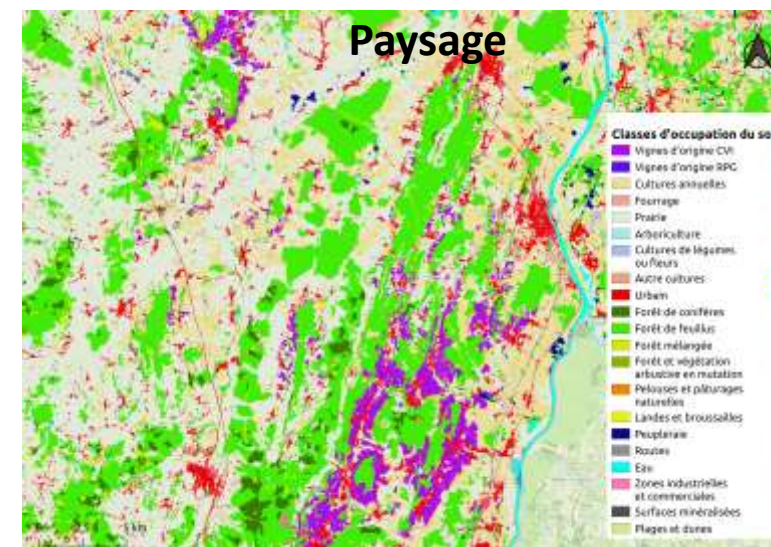 Paysage
Classes d'occupation du so
Vignes d'origine CVI
Vignes d'origine RPG
Cultures annuelles
Fourrage
Prairie
Arboriculture
Cultures de légumes
ou fleurs
Autre cultures
Urbain
Forêt de conifères
Forêt de feuillus
Forêt mélangée
Forêt et végétation
arbustive en mutation
Pelouses et pâturages
naturelles
Landes et broussailles
Peupleraie
Routes
Eau
Zones industrielles
et commerciales
Surfaces minéralisées
Plages et dunes
5 km